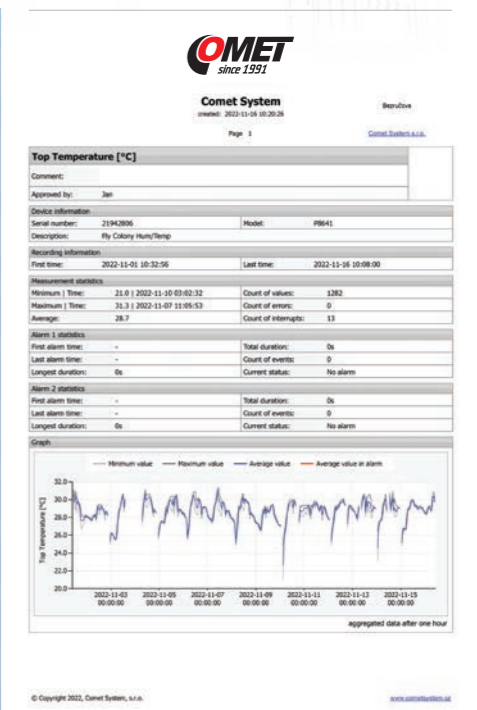 COMET
since 1991
Comet System
created: 2022-11-16 10:20:26
Bezručova
Page 1
Comet System s.r.o.
Top Temperature [°C]
Comment:
Approved by: Jan
Device information
Serial number: 21942806 Model: P8641
Description: Fly Colony Hum/Temp
Recording information
First time: 2022-11-01 10:32:56 Last time: 2022-11-16 10:08:00
Measurement statistics
Minimum | Time: 21.0 | 2022-11-10 03:02:32 Count of values: 1282
Maximum | Time: 31.3 | 2022-11-07 11:05:53 Count of errors: 0
Average: 28.7 Count of interrupts: 13
Alarm 1 statistics
First alarm time: - Total duration: 0s
Last alarm time: - Count of events: 0
Longest duration: 0s Current status: No alarm
Alarm 2 statistics
First alarm time: - Total duration: 0s
Last alarm time: - Count of events: 0
Longest duration: 0s Current status: No alarm
Graph
Minimum value Maximum value Average value Average value in alarm
Top Temperature [°C]
32.0
30.0
28.0
26.0
24.0
22.0
20.0
2022-11-03 2022-11-05 2022-11-07 2022-11-09 2022-11-11 2022-11-13 2022-11-15
00:00:00 00:00:00 00:00:00 00:00:00 00:00:00 00:00:00 00:00:00
aggregated data after one hour
© Copyright 2022, Comet System, s.r.o.
www.cometsystem.cz